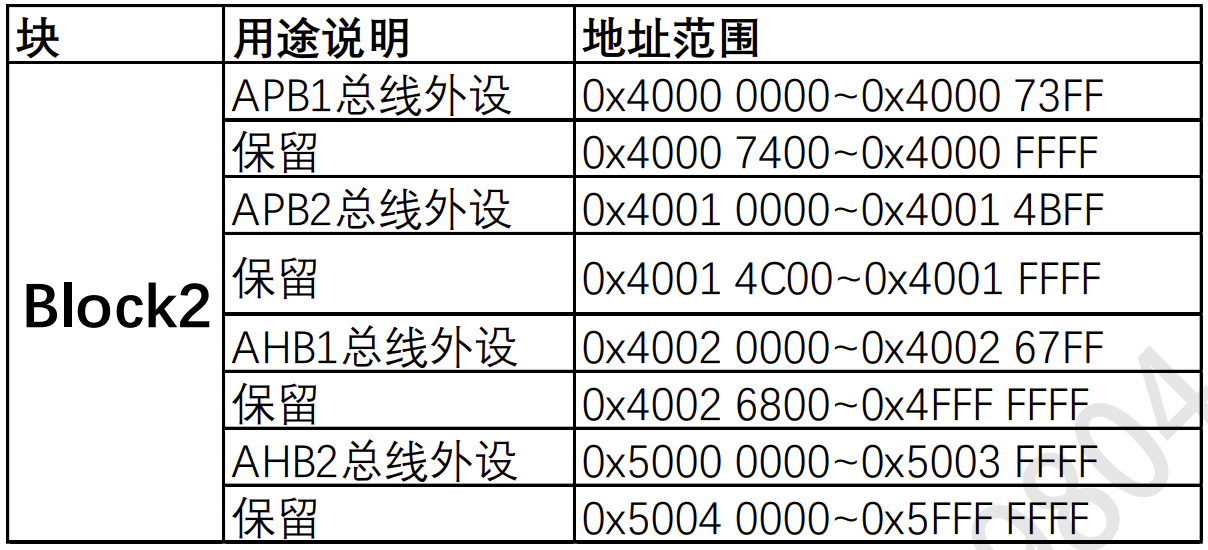 块 用途说明 地址范围
Block2
APB1总线外设 0x4000 0000~0x4000 73FF
保留 0x4000 7400~0x4000 FFFF
APB2总线外设 0x4001 0000~0x4001 4BFF
保留 0x4001 4C00~0x4001 FFFF
AHB1总线外设 0x4002 0000~0x4002 67FF
保留 0x4002 6800~0x4FFF FFFF
AHB2总线外设 0x5000 0000~0x5003 FFFF
保留 0x5004 0000~0x5FFF FFFF